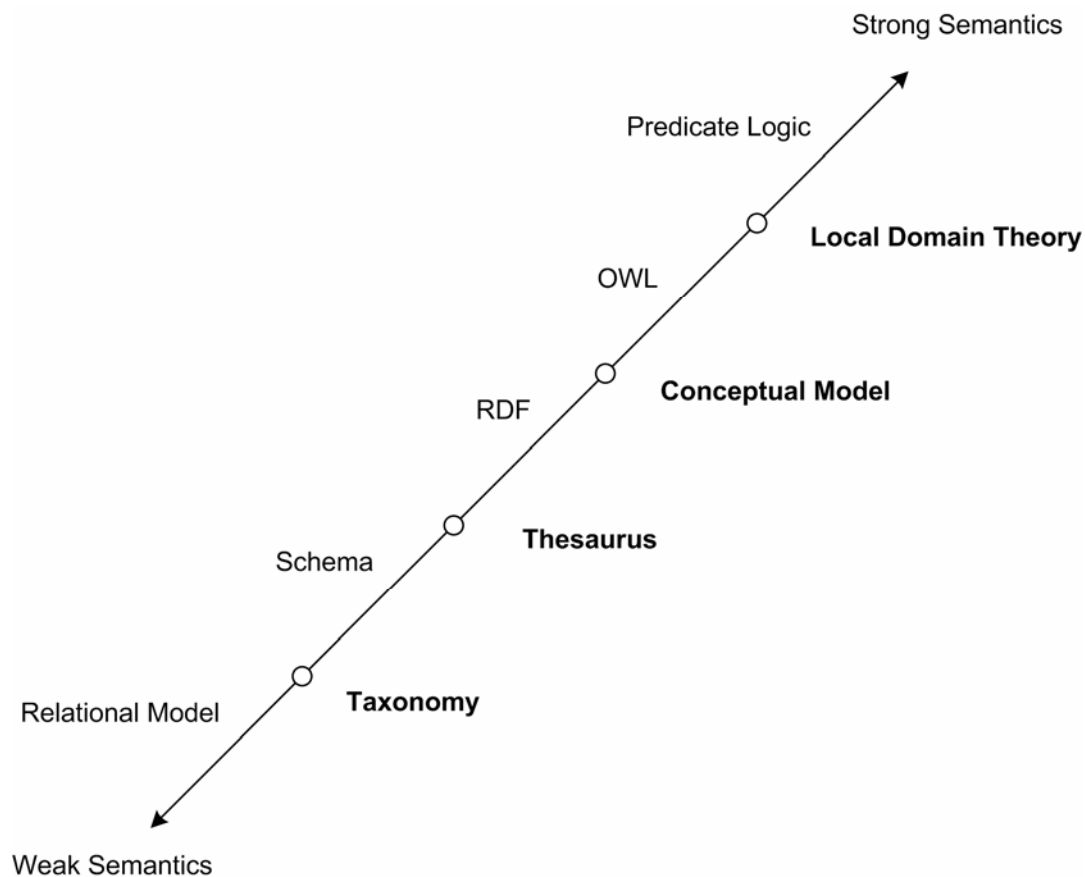 Strong Semantics
Predicate Logic
Local Domain Theory
OWL
Conceptual Model
RDF
Thesaurus
Schema
Taxonomy
Relational Model
Weak Semantics